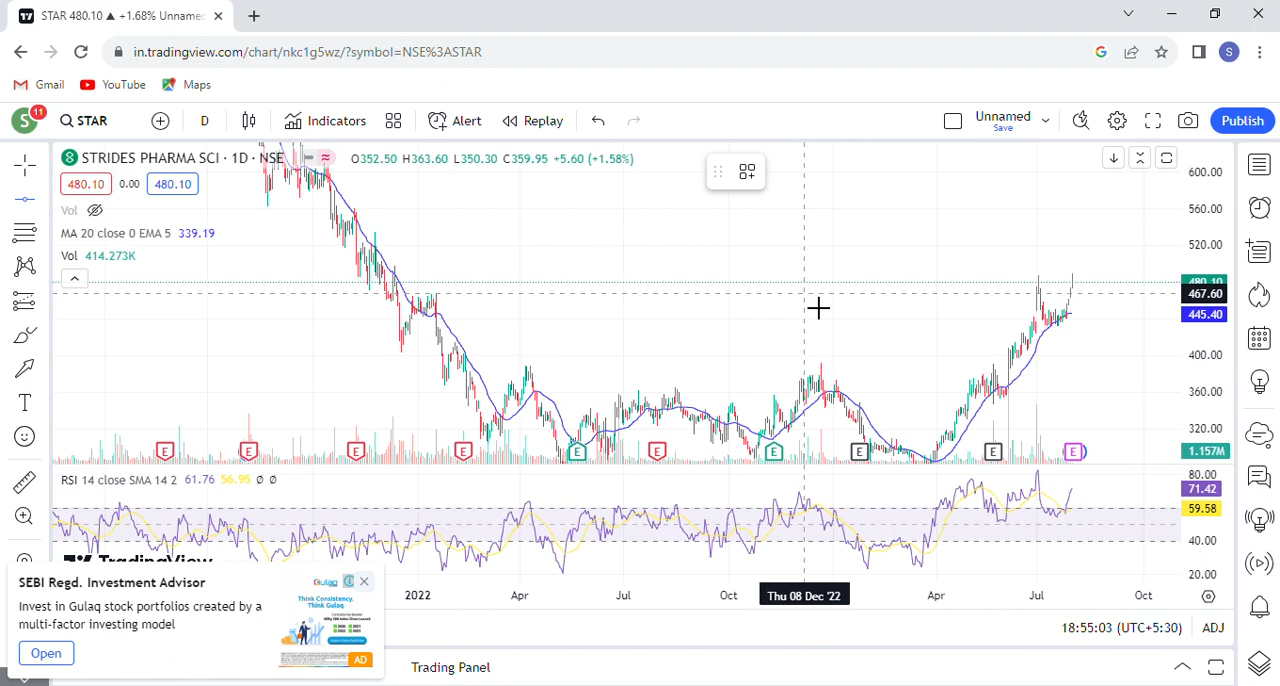 STAR 480.10 ▲ +1.68% Unname
in.tradingview.com/chart/nkc1g5wz/?symbol=NSE%3ASTAR
S
Gmail YouTube Maps
S 11 STAR D Indicators Alert Replay Unnamed Save Publish
8 STRIDES PHARMA SCI · 1D · NSE O352.50 H363.60 L350.30 C359.95 +5.60 (+1.58%)
480.10 0.00 480.10
Vol
MA 20 close 0 EMA 5 339.19
Vol 414.273K
600.00
560.00
520.00
480.10
467.60
445.40
400.00
360.00
320.00
E E E E E E E E E E 1.157M
RSI 14 close SMA 14 2 61.76 56.95 Ø Ø
80.00
71.42
59.58
40.00
20.00
TradingView
2022 Apr Jul Oct Thu 08 Dec '22 Apr Jul Oct
18:55:03 (UTC+5:30) ADJ
Trading Panel
SEBI Regd. Investment Advisor
Invest in Gulaq stock portfolios created by a
multi-factor investing model
Open
Gulaq
Think Consistency,
Think Gulaq
AD